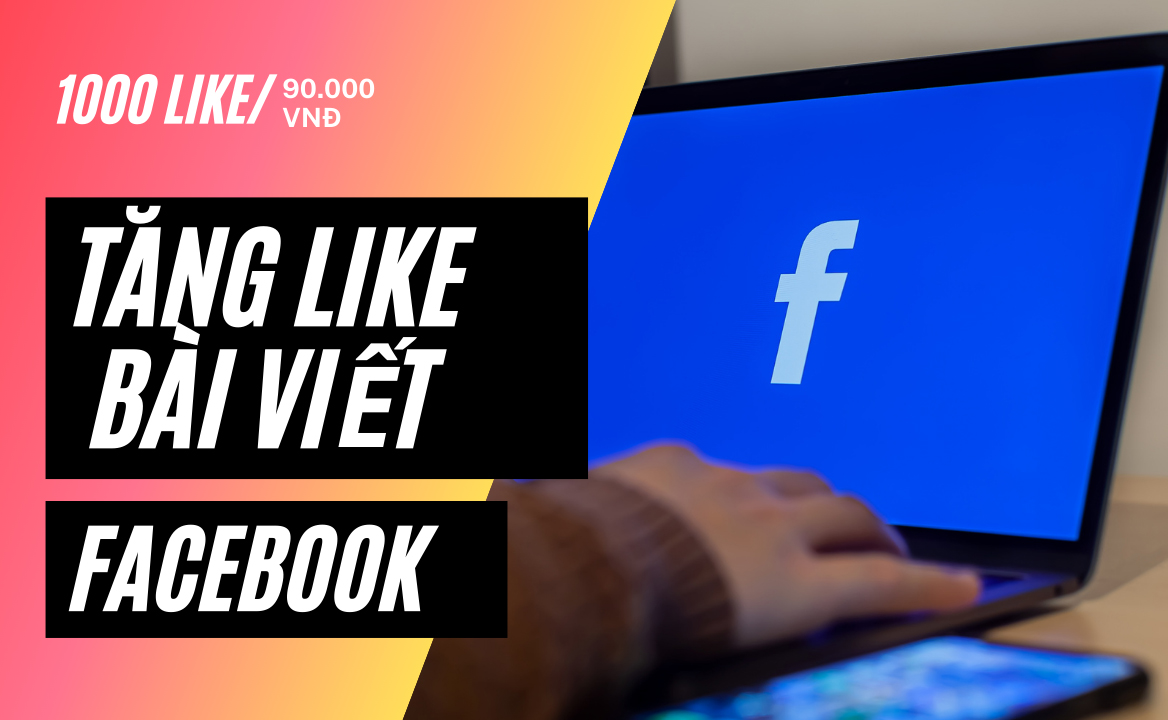 1000 LIKE/ 90.000
VNĐ
TĂNG LIKE
BÀI VIẾT
FACEBOOK
f